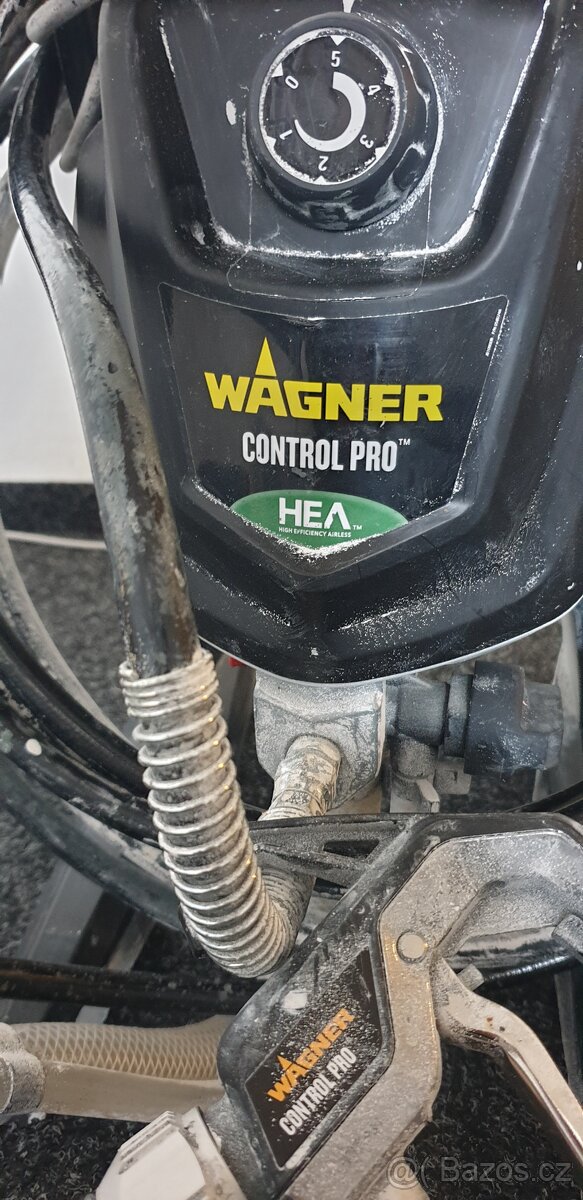 0 5 4
1 2 3
WAGNER
CONTROL PRO™
HEA™
HIGH EFFICIENCY AIRLESS
WAGNER
CONTROL PRO
@ Bazos.cz